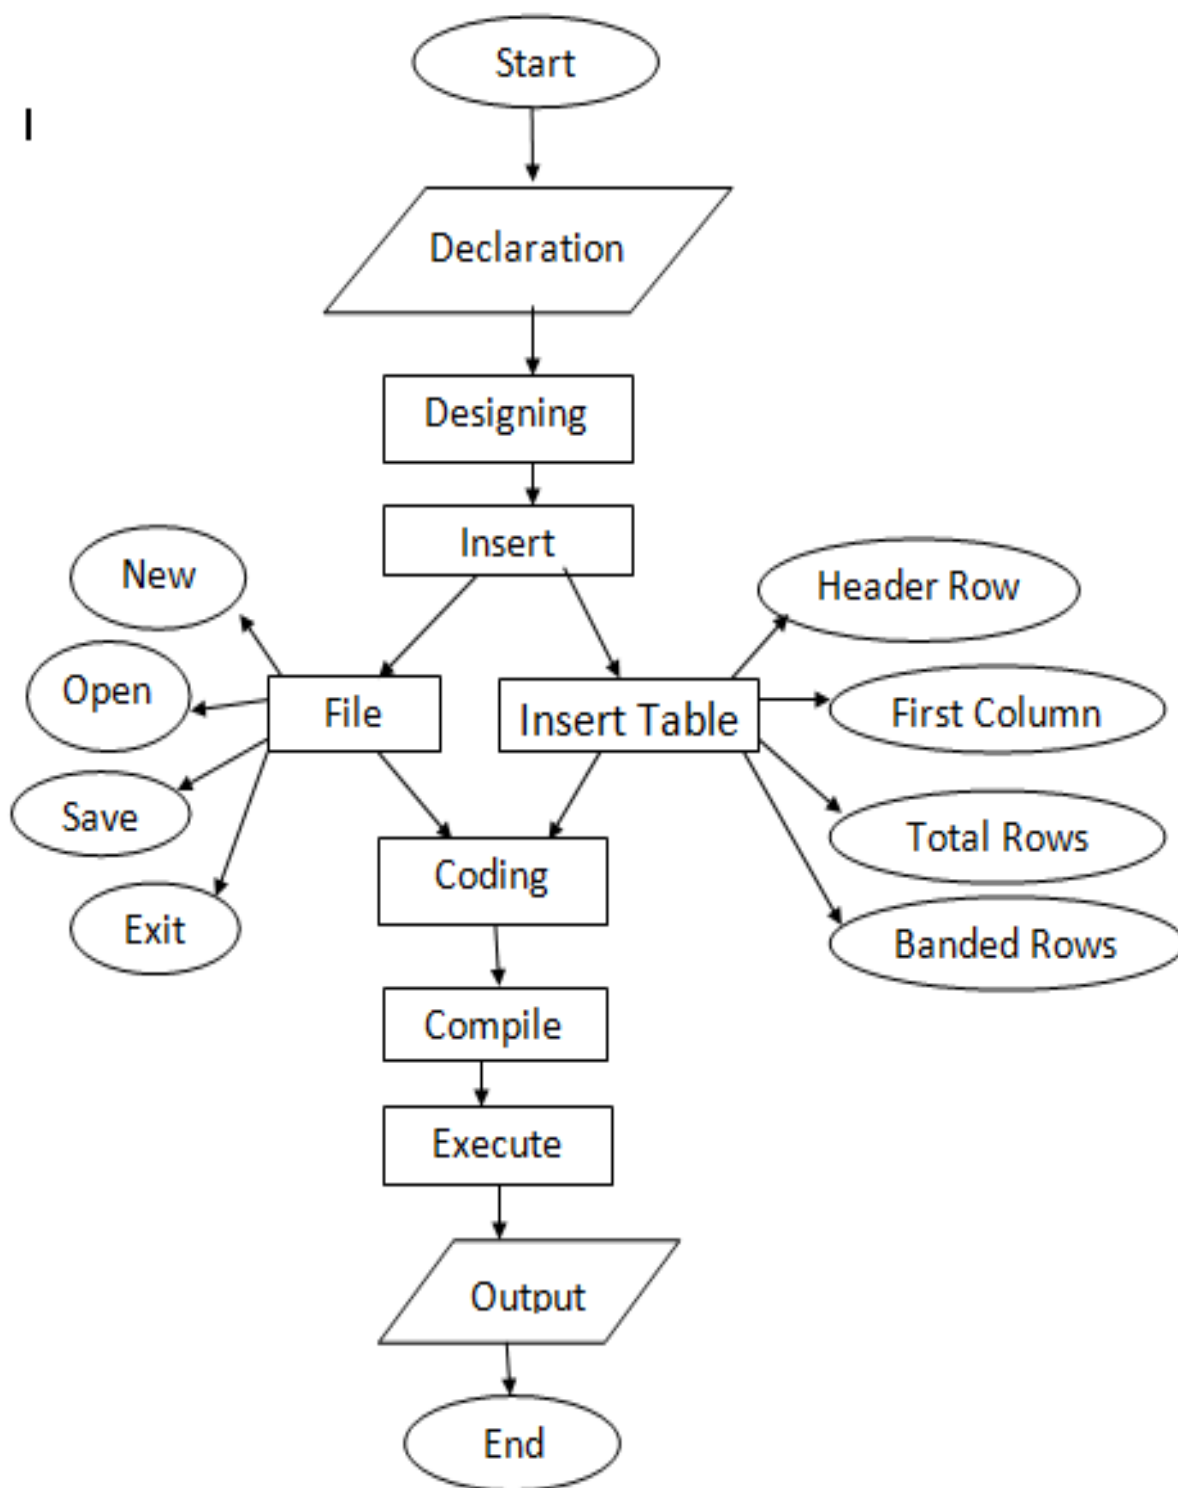 Start
I
Declaration
Designing
Insert
New
Header Row
Open
File
Insert Table
First Column
Save
Coding
Total Rows
Exit
Banded Rows
Compile
Execute
Output
End